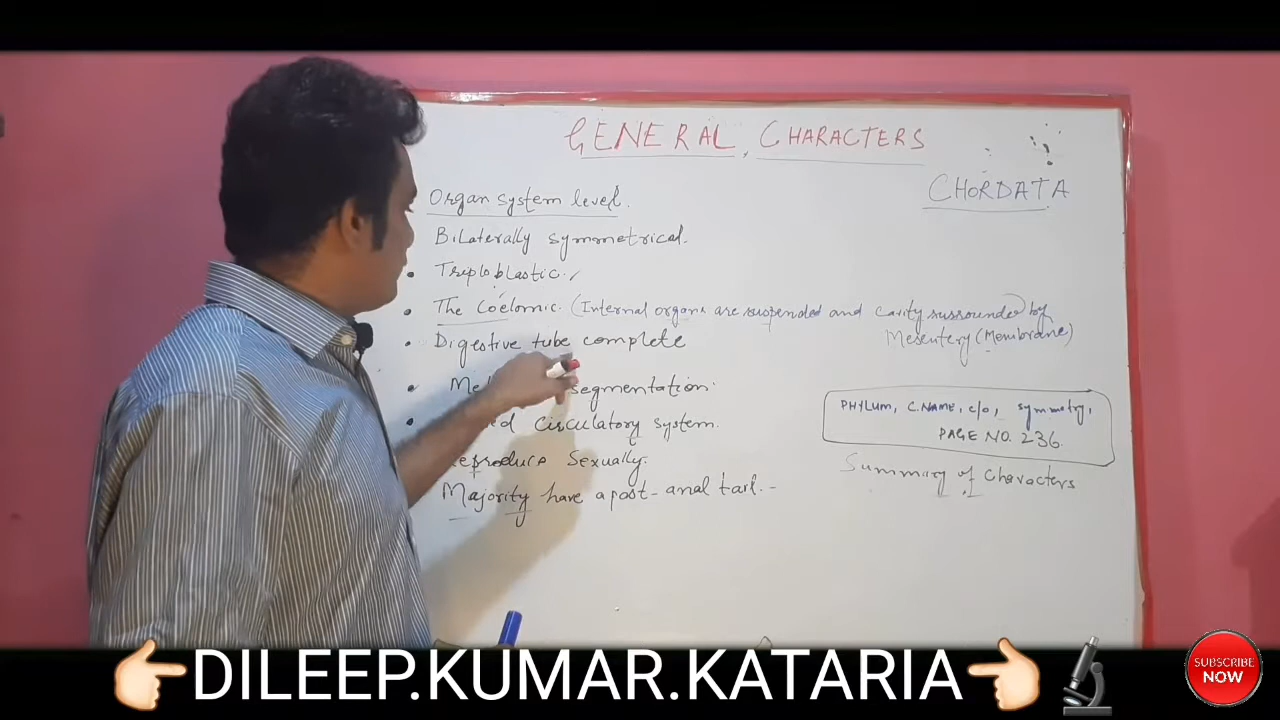 GENERAL CHARACTERS
CHORDATA
Organ system level.
Bilaterally symmetrical.
• Treploblastic.
• The Coelomic. (Internal organs are suspended and cavity surrounded by
Mesentery (Membrane)
• Digestive tube complete
• segmentation.
• circulatory system.
Reproduce Sexually.
Majority have a post-anal tail.-
PHYLUM, C.NAME, c/o, symmetry,
PAGE NO. 236.
Summary of Characters
DILEEP.KUMAR.KATARIA
SUBSCRIBE
NOW